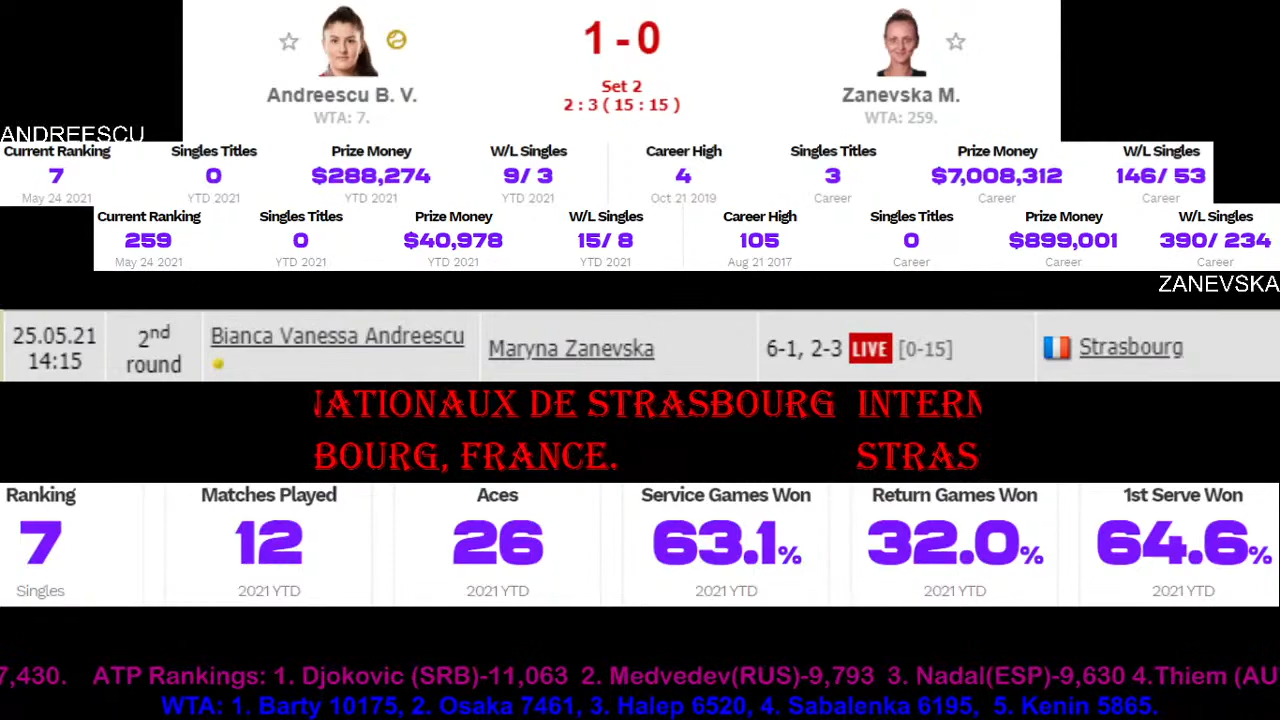 1 - 0
Set 2
2 : 3 ( 15 : 15 )
Andreescu B. V.
WTA: 7.
Zanevska M.
WTA: 259.
ANDREESCU
Current Ranking Singles Titles Prize Money W/L Singles Career High Singles Titles Prize Money W/L Singles
7 0 $288,274 9/ 3 4 3 $7,008,312 146/ 53
May 24 2021 YTD 2021 YTD 2021 YTD 2021 Oct 21 2019 Career Career Career
Current Ranking Singles Titles Prize Money W/L Singles Career High Singles Titles Prize Money W/L Singles
259 0 $40,978 15/ 8 105 0 $899,001 390/ 234
May 24 2021 YTD 2021 YTD 2021 YTD 2021 Aug 21 2017 Career Career Career
ZANEVSKA
25.05.21 14:15 2nd round Bianca Vanessa Andreescu Maryna Zanevska 6-1, 2-3 LIVE [0-15] Strasbourg
NATIONAUX DE STRASBOURG INTERN
BOURG, FRANCE. STRAS
Ranking Matches Played Aces Service Games Won Return Games Won 1st Serve Won
7 12 26 63.1% 32.0% 64.6%
Singles 2021 YTD 2021 YTD 2021 YTD 2021 YTD 2021 YTD
7,430. ATP Rankings: 1. Djokovic (SRB)-11,063 2. Medvedev(RUS)-9,793 3. Nadal(ESP)-9,630 4.Thiem (AU
WTA: 1. Barty 10175, 2. Osaka 7461, 3. Halep 6520, 4. Sabalenka 6195, 5. Kenin 5865.